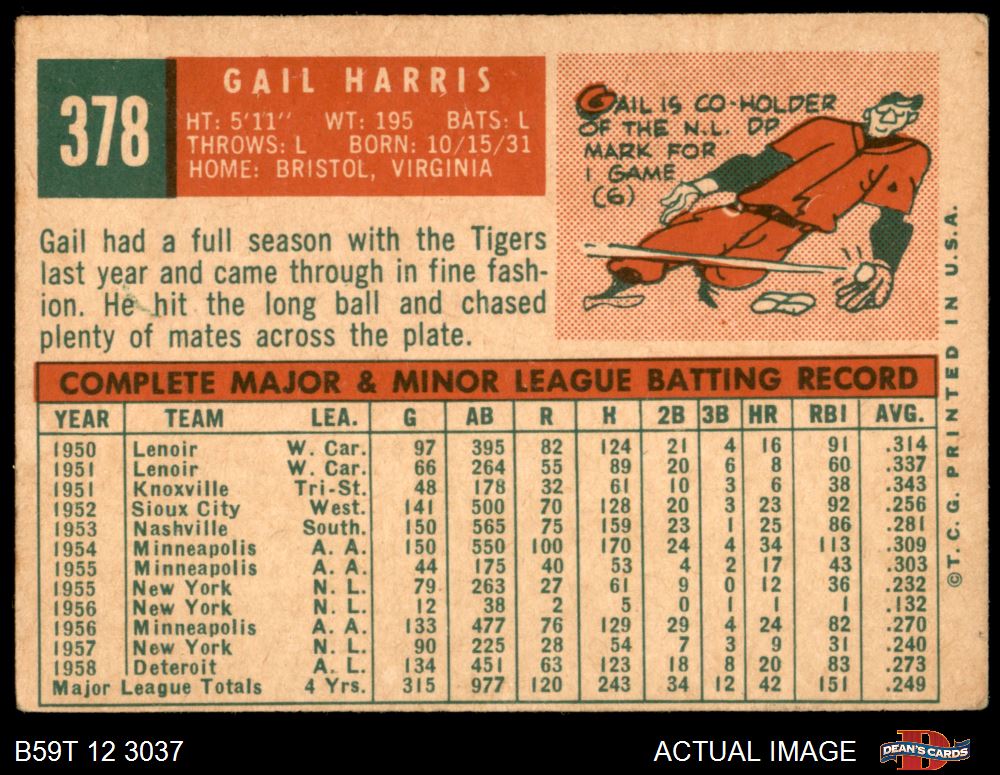 378
GAIL HARRIS
HT: 5'11" WT: 195 BATS: L
THROWS: L BORN: 10/15/31
HOME: BRISTOL, VIRGINIA
GAIL IS CO-HOLDER
OF THE N.L. DP
MARK FOR
1 GAME
(6)
Gail had a full season with the Tigers
last year and came through in fine fash-
ion. He hit the long ball and chased
plenty of mates across the plate.
COMPLETE MAJOR & MINOR LEAGUE BATTING RECORD
YEAR TEAM LEA. G AB R H 2B 3B HR RBI AVG.
1950 Lenoir W. Car. 97 395 82 124 21 4 16 91 .314
1951 Lenoir W. Car. 66 264 55 89 20 6 8 60 .337
1951 Knoxville Tri-St. 48 178 32 61 10 3 6 38 .343
1952 Sioux City West. 141 500 70 128 20 3 23 92 .256
1953 Nashville South. 150 565 75 159 23 1 25 86 .281
1954 Minneapolis A. A. 150 550 100 170 24 4 34 113 .309
1955 Minneapolis A. A. 44 175 40 53 4 2 17 43 .303
1955 New York N. L. 79 263 27 61 9 0 12 36 .232
1956 New York N. L. 12 38 2 5 0 1 1 1 .132
1956 Minneapolis A. A. 133 477 76 129 29 4 24 82 .270
1957 New York N. L. 90 225 28 54 7 3 9 31 .240
1958 Deteroit A. L. 134 451 63 123 18 8 20 83 .273
Major League Totals 4 Yrs. 315 977 120 243 34 12 42 151 .249
©T. C. G. PRINTED IN U.S.A.
B59T 12 3037
ACTUAL IMAGE
D
DEAN'S CARDS